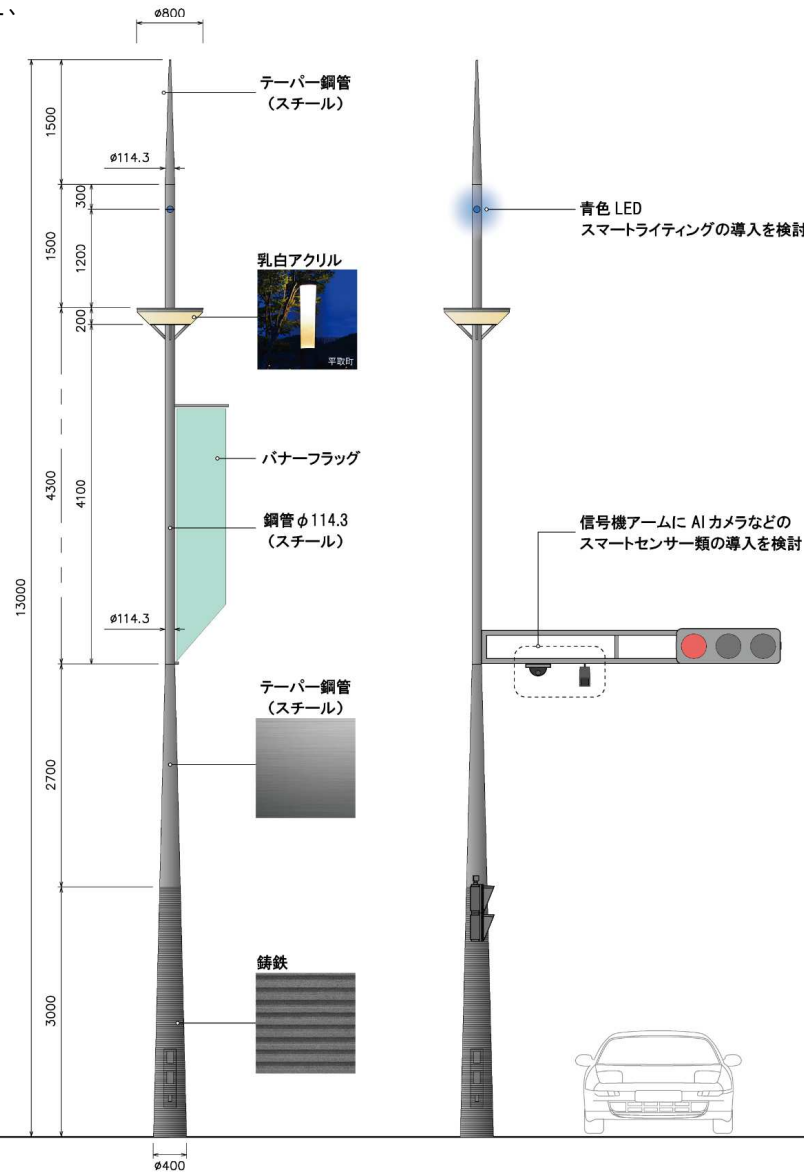 ø800
テーパー鋼管
(スチール)
1500
ø114.3
300
1500
1200
青色 LED
スマートライティングの導入を検討
乳白アクリル
200
平取町
バナーフラッグ
4300
4100
鋼管φ114.3
(スチール)
信号機アームに AI カメラなどの
スマートセンサー類の導入を検討
13000
ø114.3
テーパー鋼管
(スチール)
2700
鋳鉄
3000
ø400